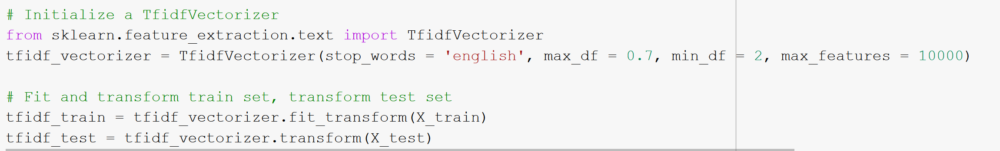 # Initialize a TfidfVectorizer
from sklearn.feature_extraction.text import TfidfVectorizer
tfidf_vectorizer = TfidfVectorizer(stop_words = 'english', max_df = 0.7, min_df = 2, max_features = 10000)
# Fit and transform train set, transform test set
tfidf_train = tfidf_vectorizer.fit_transform(X_train)
tfidf_test = tfidf_vectorizer.transform(X_test)